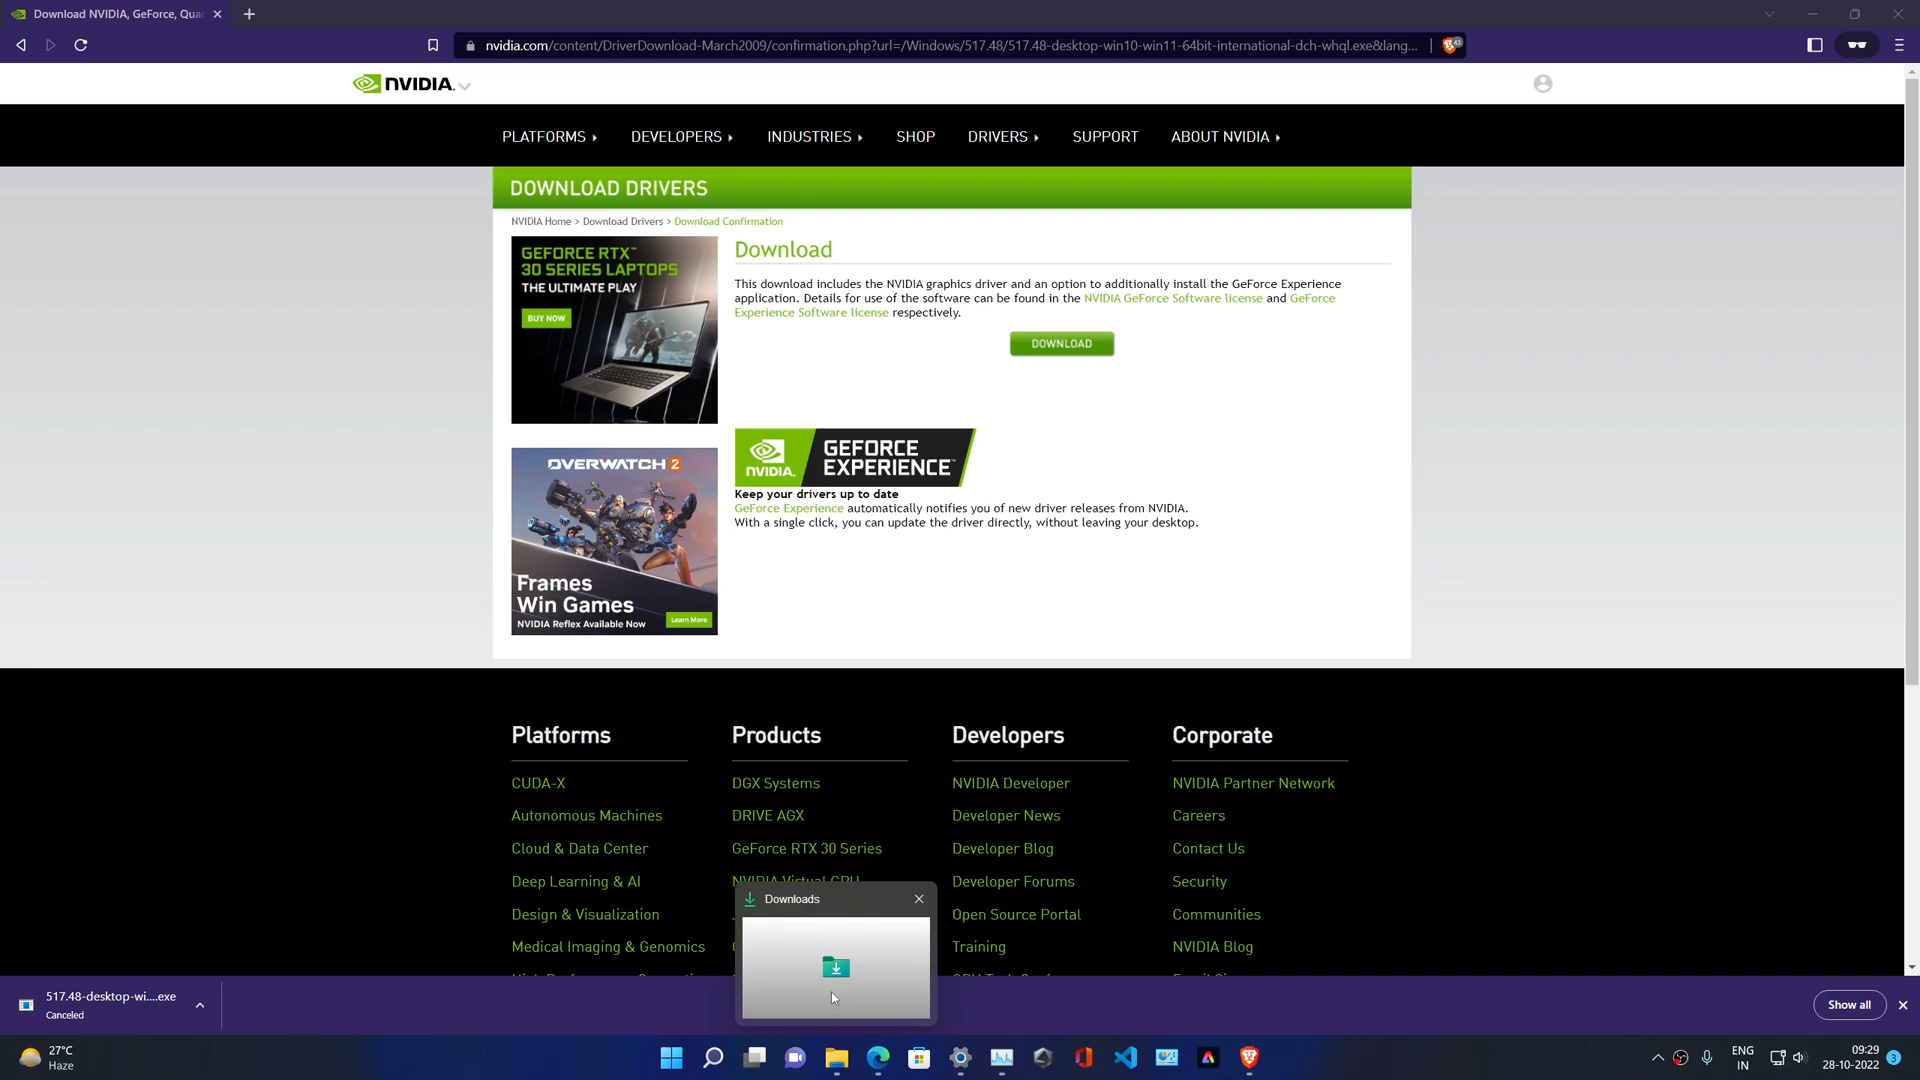 Download NVIDIA, GeForce, Qua
nvidia.com/content/DriverDownload-March2009/confirmation.php?url=/Windows/517.48/517.48-desktop-win10-win11-64bit-international-dch-whql.exe&lang...
43
NVIDIA.
PLATFORMS DEVELOPERS INDUSTRIES SHOP DRIVERS SUPPORT ABOUT NVIDIA
DOWNLOAD DRIVERS
NVIDIA Home > Download Drivers > Download Confirmation
GEFORCE RTX™
30 SERIES LAPTOPS
THE ULTIMATE PLAY
BUY NOW
Download
This download includes the NVIDIA graphics driver and an option to additionally install the GeForce Experience
application. Details for use of the software can be found in the NVIDIA GeForce Software license and GeForce
Experience Software license respectively.
DOWNLOAD
NVIDIA.
GEFORCE
EXPERIENCE™
Keep your drivers up to date
GeForce Experience automatically notifies you of new driver releases from NVIDIA.
With a single click, you can update the driver directly, without leaving your desktop.
OVERWATCH 2
Frames
Win Games
NVIDIA Reflex Available Now
Learn More
Platforms Products Developers Corporate
CUDA-X DGX Systems NVIDIA Developer NVIDIA Partner Network
Autonomous Machines DRIVE AGX Developer News Careers
Cloud & Data Center GeForce RTX 30 Series Developer Blog Contact Us
Deep Learning & AI NVIDIA Virtual GPU Developer Forums Security
Design & Visualization Open Source Portal Communities
Medical Imaging & Genomics Training NVIDIA Blog
Downloads
517.48-desktop-wi....exe
Canceled
Show all
27°C
Haze
ENG
IN
09:29
28-10-2022
3